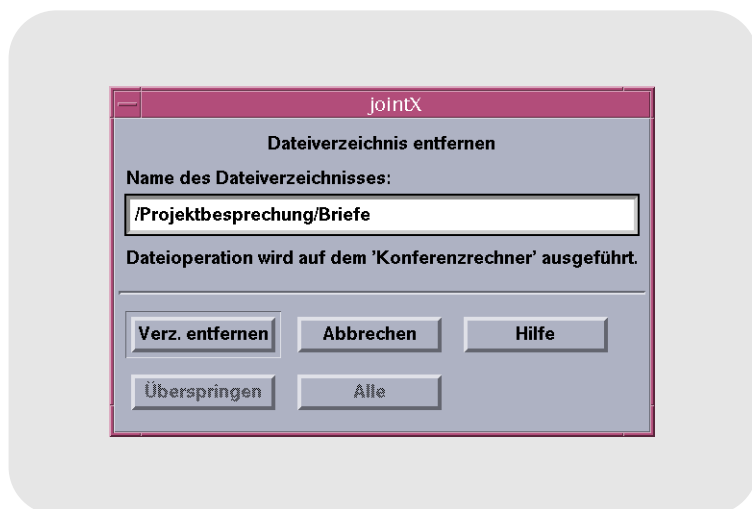 jointX
Dateiverzeichnis entfernen
Name des Dateiverzeichnisses:
/Projektbesprechung/Briefe
Dateioperation wird auf dem 'Konferenzrechner' ausgeführt.
Verz. entfernen Abbrechen Hilfe
Überspringen Alle